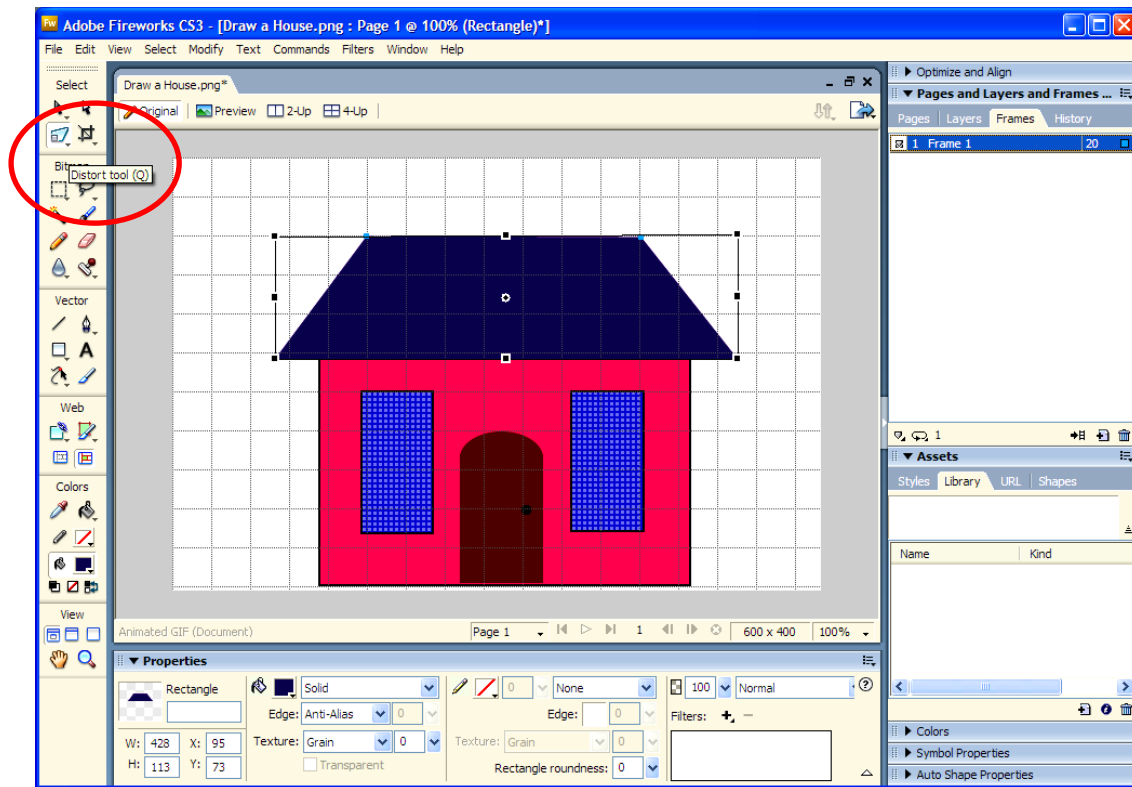 Fw Adobe Fireworks CS3 - [Draw a House.png : Page 1 @ 100% (Rectangle)*]
File Edit View Select Modify Text Commands Filters Window Help
Select
Draw a House.png*
Original Preview 2-Up 4-Up
Bitmap
Distort tool (Q)
Vector
A
Web
Colors
View
Animated GIF (Document) Page 1 1 600 x 400 100%
Properties
Rectangle Solid 0 None 100 Normal ?
Edge: Anti-Alias 0 Edge: 0 Filters: + −
W: 428 X: 95 Texture: Grain 0 Texture: Grain 0
H: 113 Y: 73 Transparent Rectangle roundness: 0
Optimize and Align
Pages and Layers and Frames ...
Pages Layers Frames History
1 Frame 1 20
1
Assets
Styles Library URL Shapes
Name Kind
Colors
Symbol Properties
Auto Shape Properties